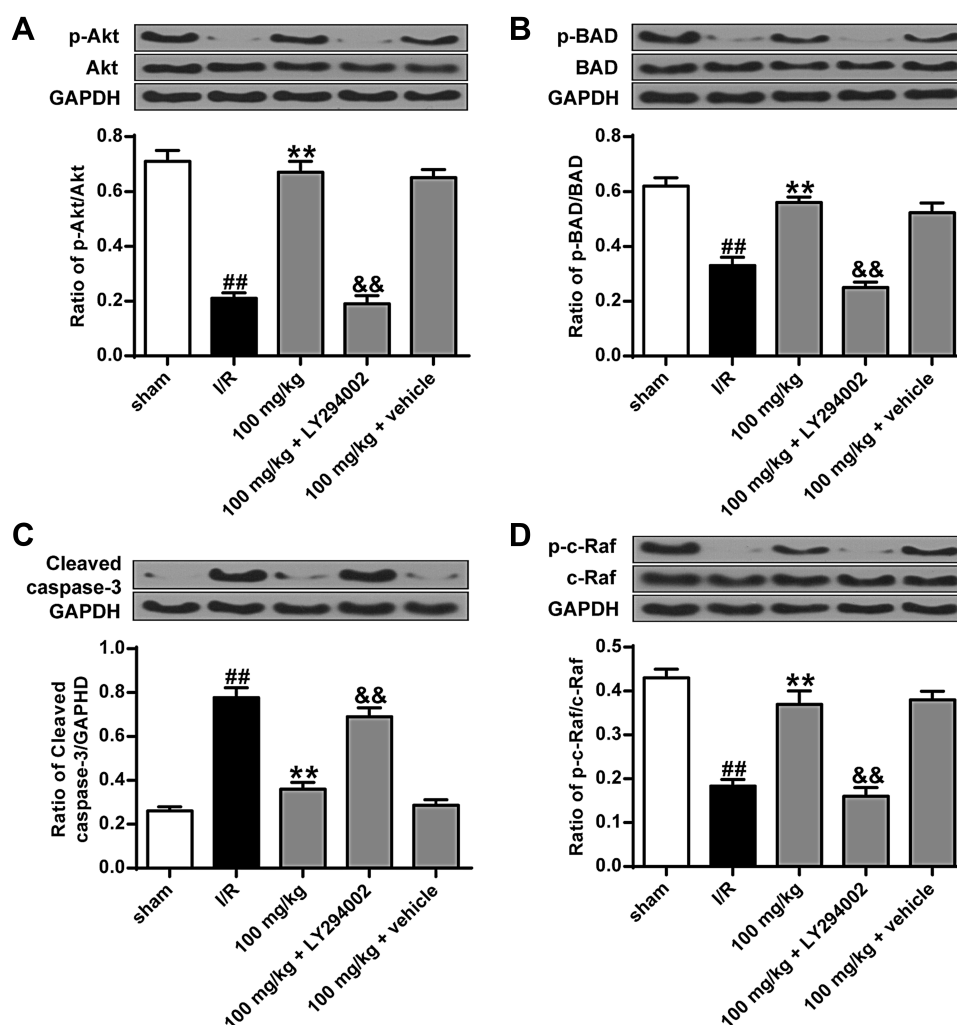 A
p-Akt
Akt
GAPDH
Ratio of p-Akt/Akt
0.8
0.6
0.4
0.2
0.0
##
**
&&
sham
I/R
100 mg/kg
100 mg/kg + LY294002
100 mg/kg + vehicle
B
p-BAD
BAD
GAPDH
Ratio of p-BAD/BAD
0.8
0.6
0.4
0.2
0.0
##
**
&&
sham
I/R
100 mg/kg
100 mg/kg + LY294002
100 mg/kg + vehicle
C
Cleaved
caspase-3
GAPDH
Ratio of Cleaved
caspase-3/GAPHD
1.0
0.8
0.6
0.4
0.2
0.0
##
**
&&
sham
I/R
100 mg/kg
100 mg/kg + LY294002
100 mg/kg + vehicle
D
p-c-Raf
c-Raf
GAPDH
Ratio of p-c-Raf/c-Raf
0.5
0.4
0.3
0.2
0.1
0.0
##
**
&&
sham
I/R
100 mg/kg
100 mg/kg + LY294002
100 mg/kg + vehicle